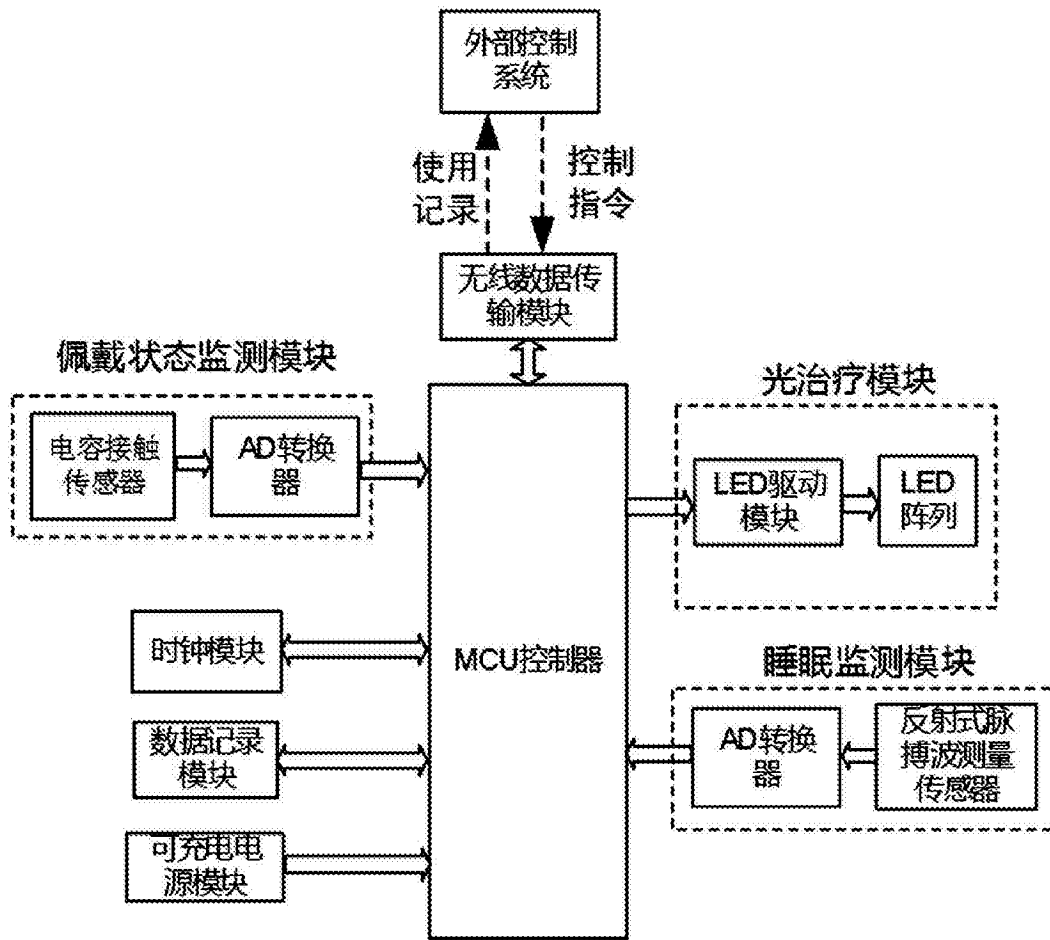 外部控制
系统
使用
记录
控制
指令
无线数据传
输模块
佩戴状态监测模块
电容接触
传感器
AD转换
器
光治疗模块
LED驱动
模块
LED
阵列
时钟模块
MCU控制器
睡眠监测模块
数据记录
模块
AD转换
器
反射式脉
搏波测量
传感器
可充电电
源模块